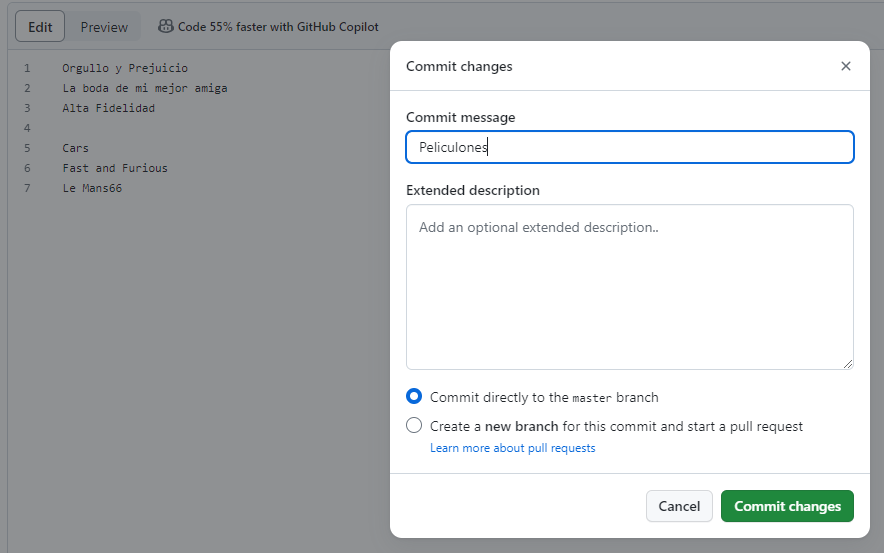 Edit Preview Code 55% faster with GitHub Copilot
1 Orgullo y Prejuicio
2 La boda de mi mejor amiga
3 Alta Fidelidad
4
5 Cars
6 Fast and Furious
7 Le Mans66
Commit changes
Commit message
Peliculones
Extended description
Add an optional extended description..
Commit directly to the master branch
Create a new branch for this commit and start a pull request
Learn more about pull requests
Cancel Commit changes